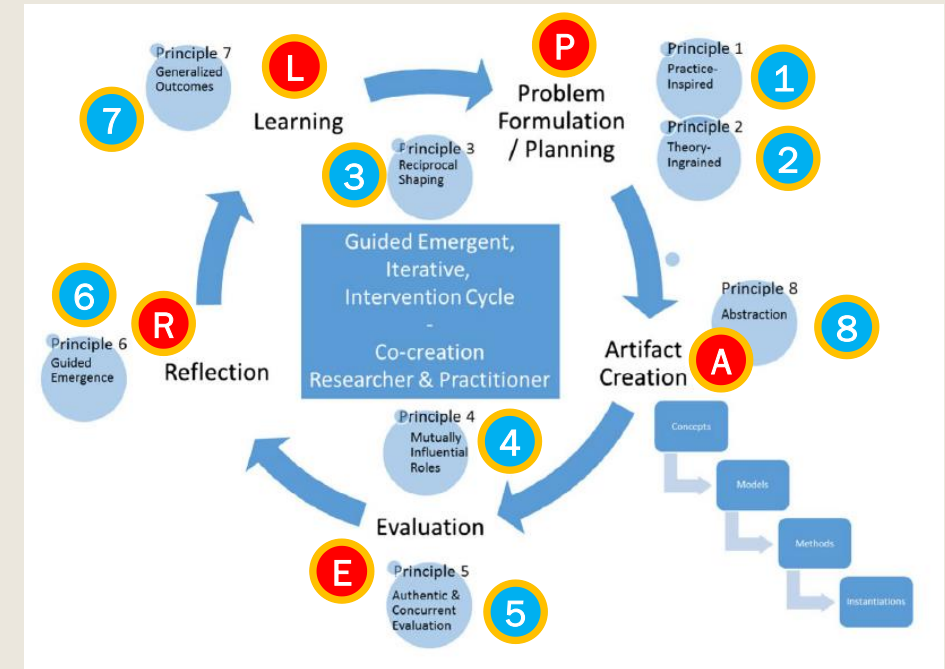 Principle 7
Generalized
Outcomes
7
L
Learning
P
Problem
Formulation
/ Planning
Principle 1
Practice-
Inspired
1
Principle 2
Theory-
Ingrained
2
Principle 3
Reciprocal
Shaping
3
Guided Emergent,
Iterative,
Intervention Cycle
-
Co-creation
Researcher & Practitioner
6
R
Principle 6
Guided
Emergence
Reflection
Principle 8
Abstraction
8
Artifact
Creation
A
Concepts
Models
Methods
Instantiations
Principle 4
Mutually
Influential
Roles
4
Evaluation
E
Principle 5
Authentic &
Concurrent
Evaluation
5